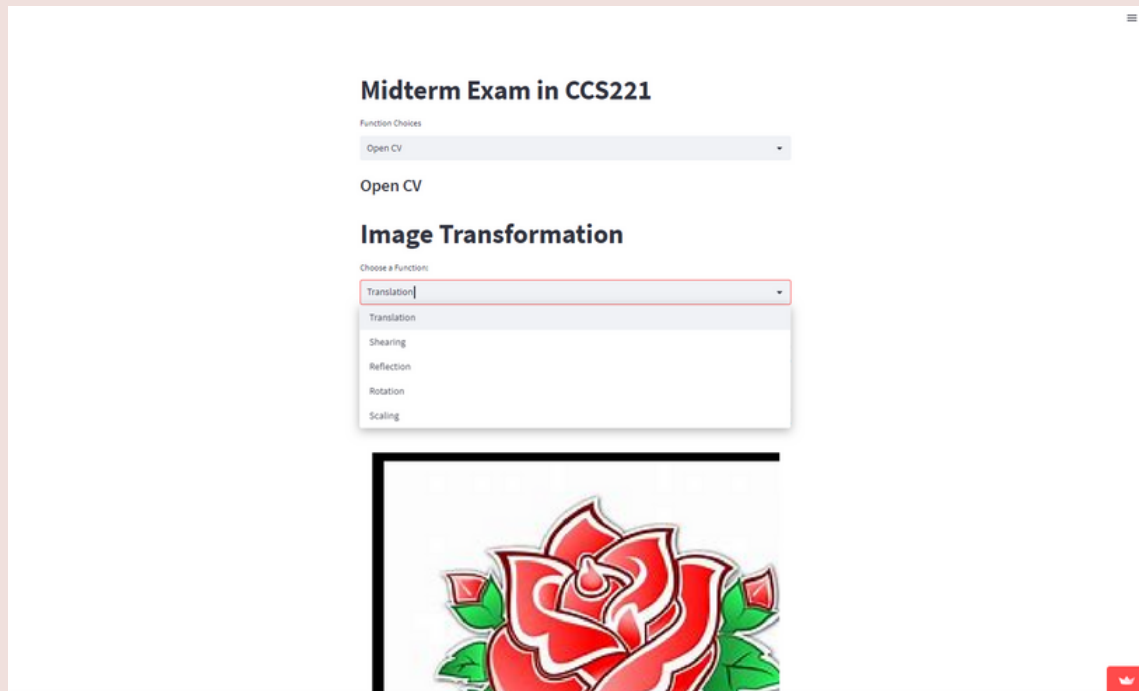 Midterm Exam in CCS221
Function Choices
Open CV
Open CV
Image Transformation
Choose a Function:
Translation
Translation
Shearing
Reflection
Rotation
Scaling